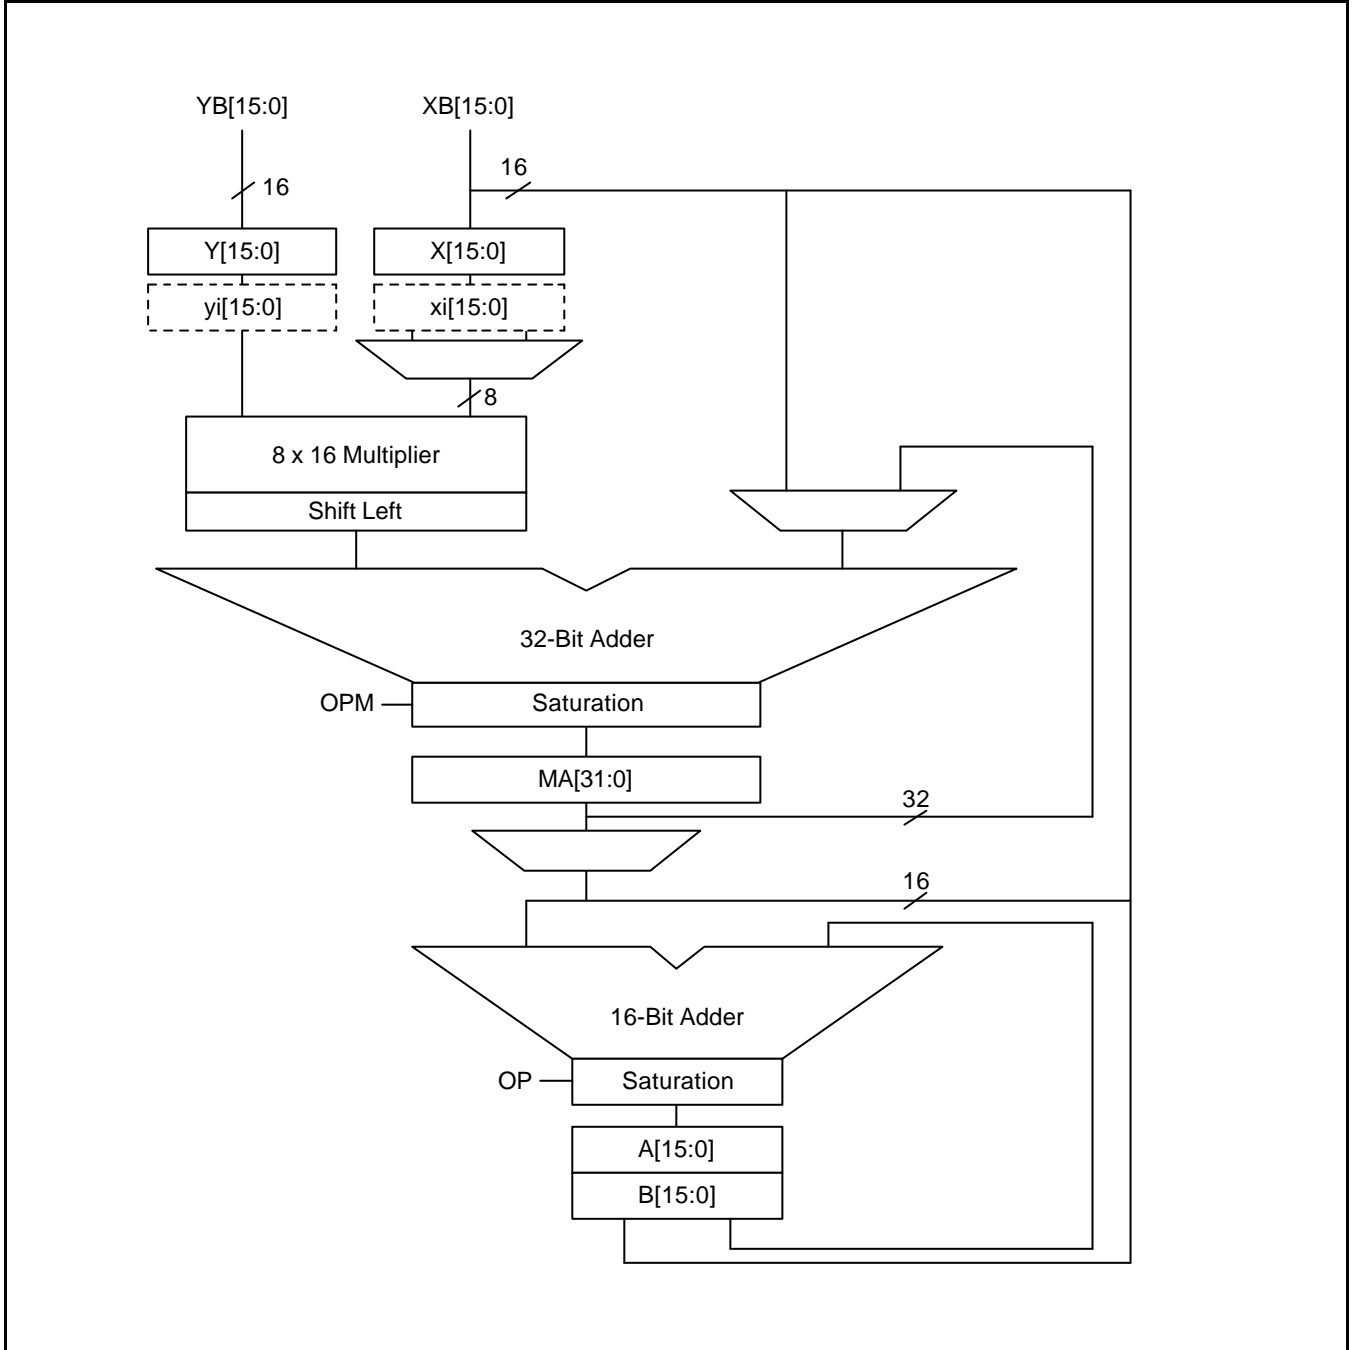 YB[15:0] XB[15:0]
16
16
Y[15:0] X[15:0]
yi[15:0] xi[15:0]
8
8 x 16 Multiplier
Shift Left
32-Bit Adder
OPM Saturation
MA[31:0]
32
16
16-Bit Adder
OP Saturation
A[15:0]
B[15:0]